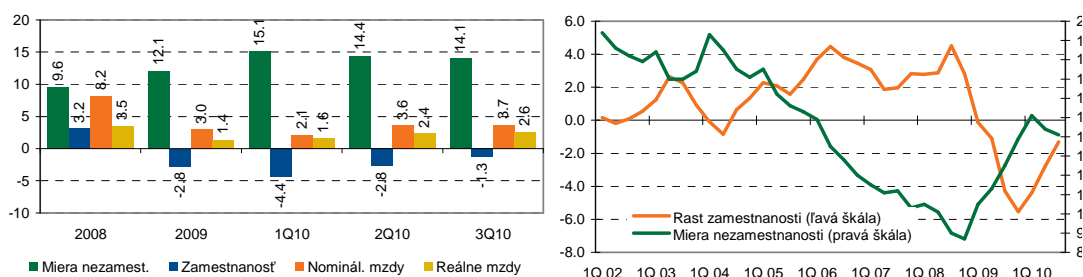 20
15
10
5
0
-5
-10
9.6
3.2
8.2
3.5
12.1
-2.8
3.0
1.4
15.1
-4.4
2.1
1.6
14.4
-2.8
3.6
2.4
14.1
-1.3
3.7
2.6
2008
2009
1Q10
2Q10
3Q10
Miera nezamest.
Zamestnanosť
Nominál. mzdy
Reálne mzdy
6.0
4.0
2.0
0.0
-2.0
-4.0
-6.0
-8.0
Rast zamestnanosti (ľavá škála)
Miera nezamestnanosti (pravá škála)
9
8
1Q 02
1Q 03
1Q 04
1Q 05
1Q 06
1Q 07
1Q 08
1Q 09
1Q 10